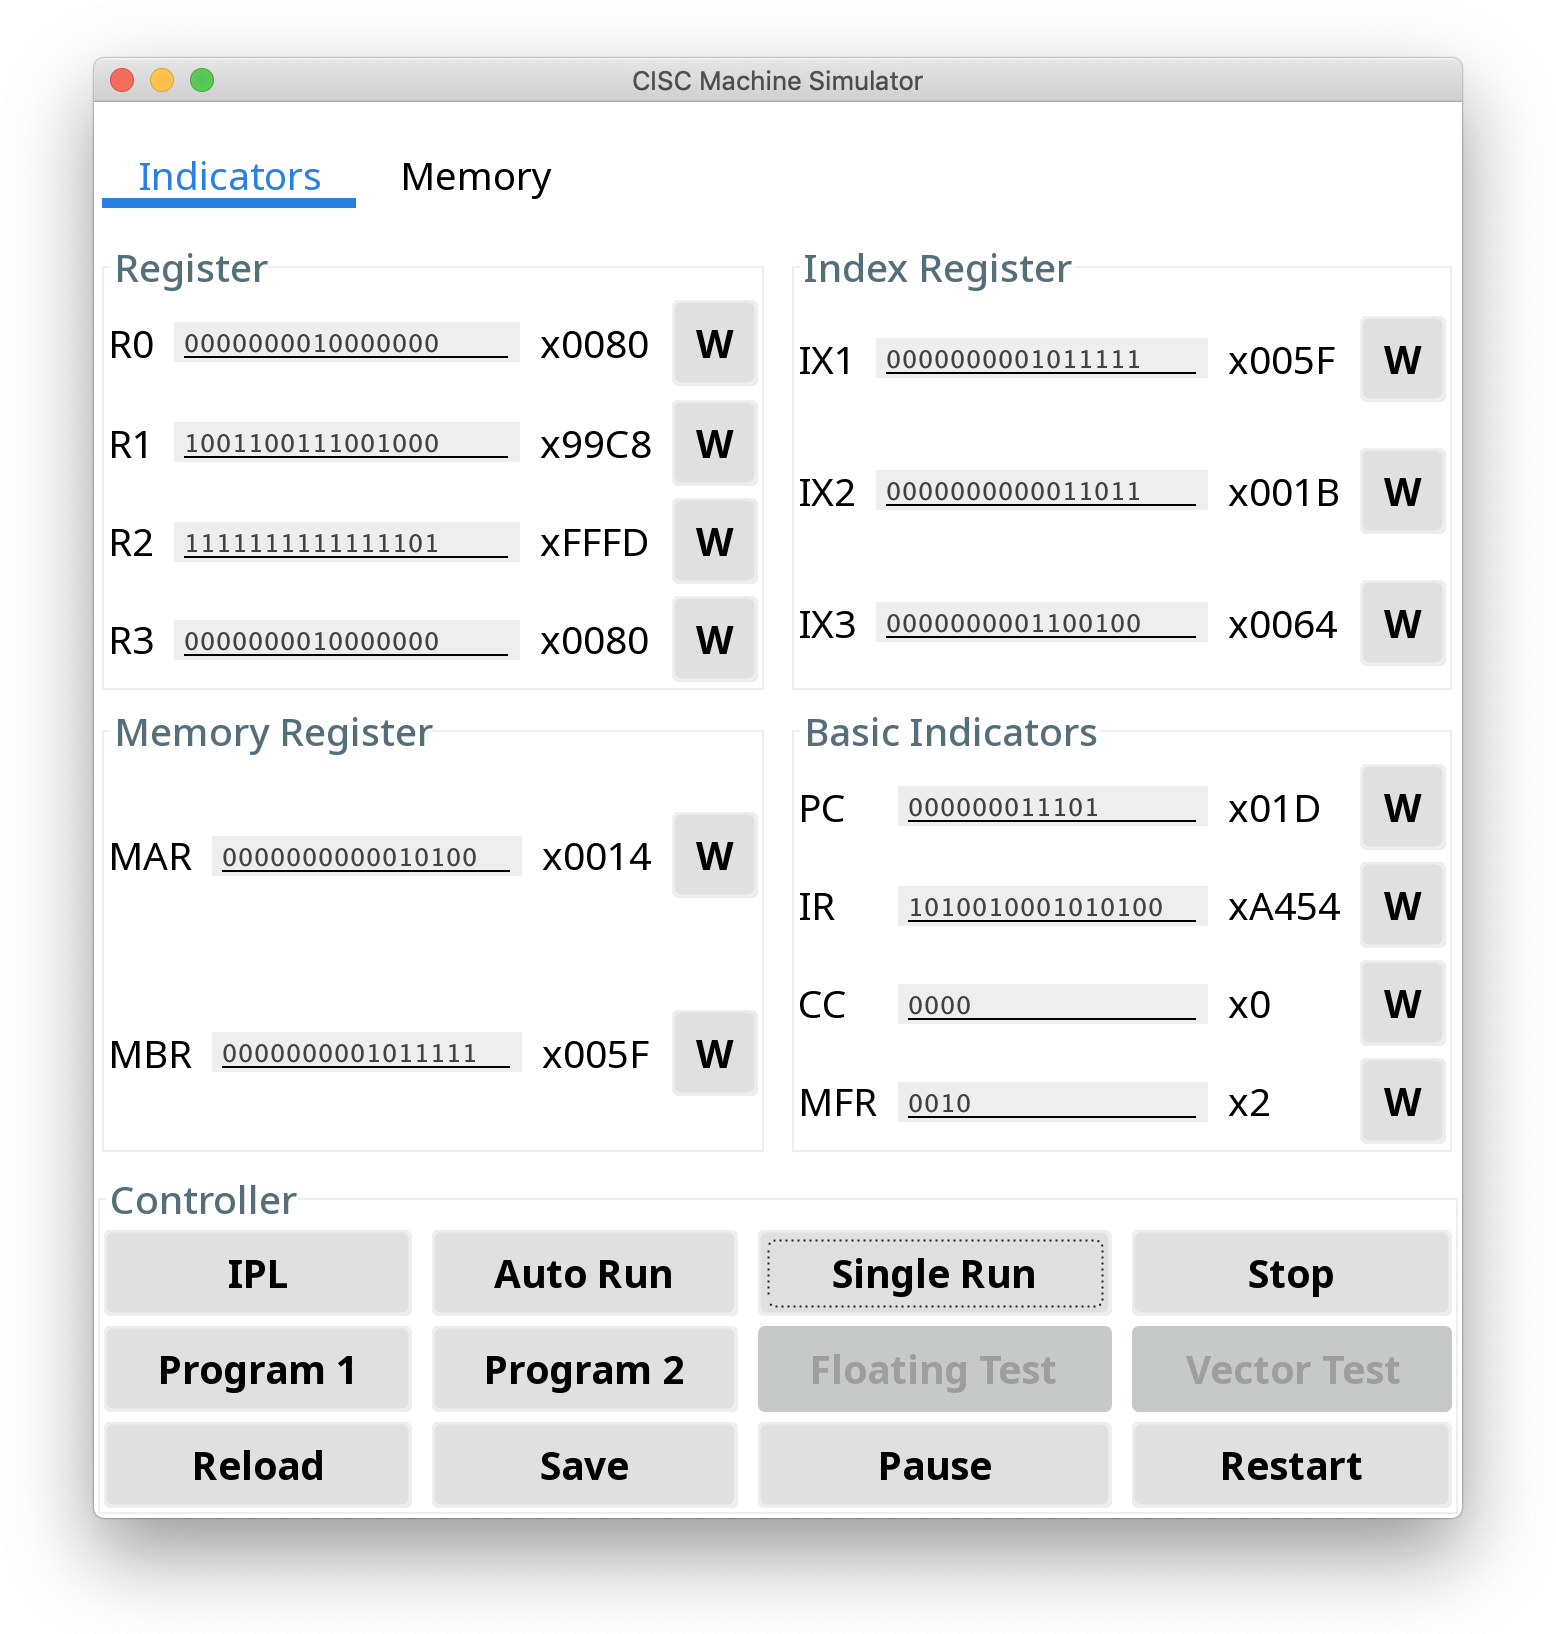 CISC Machine Simulator
Indicators Memory
Register
R0 0000000010000000 x0080 W
R1 1001100111001000 x99C8 W
R2 1111111111111101 xFFFD W
R3 0000000010000000 x0080 W
Index Register
IX1 0000000001011111 x005F W
IX2 0000000000011011 x001B W
IX3 0000000001100100 x0064 W
Memory Register
MAR 0000000000010100 x0014 W
MBR 0000000001011111 x005F W
Basic Indicators
PC 000000011101 x01D W
IR 1010010001010100 xA454 W
CC 0000 x0 W
MFR 0010 x2 W
Controller
IPL Auto Run Single Run Stop
Program 1 Program 2 Floating Test Vector Test
Reload Save Pause Restart